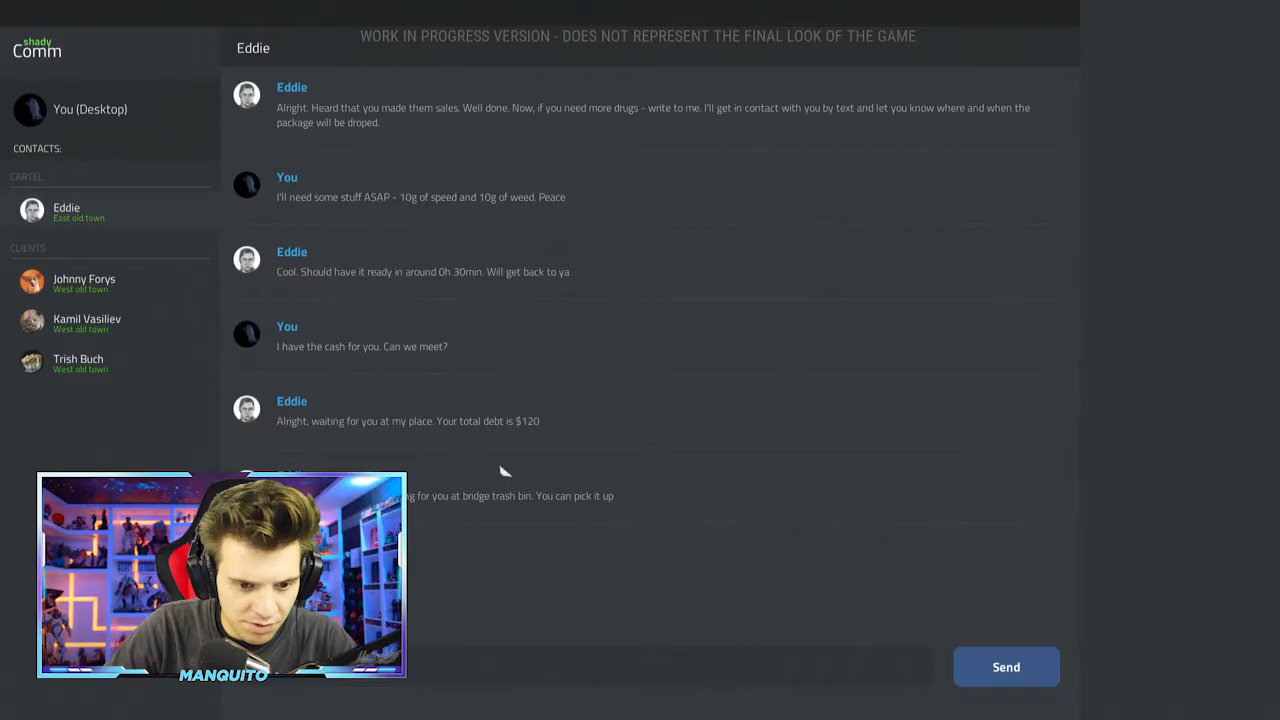 WORK IN PROGRESS VERSION - DOES NOT REPRESENT THE FINAL LOOK OF THE GAME
shady
Comm
Eddie
You (Desktop)
CONTACTS:
CARTEL
Eddie
East old town
CLIENTS
Johnny Forys
West old town
Kamil Vasiliev
West old town
Trish Buch
West old town
Eddie
Alright. Heard that you made them sales. Well done. Now, if you need more drugs - write to me. I'll get in contact with you by text and let you know where and when the
package will be droped.
You
I'll need some stuff ASAP - 10g of speed and 10g of weed. Peace
Eddie
Cool. Should have it ready in around 0h 30min. Will get back to ya
You
I have the cash for you. Can we meet?
Eddie
Alright, waiting for you at my place. Your total debt is $120
for you at bridge trash bin. You can pick it up
Send
MANQUITO